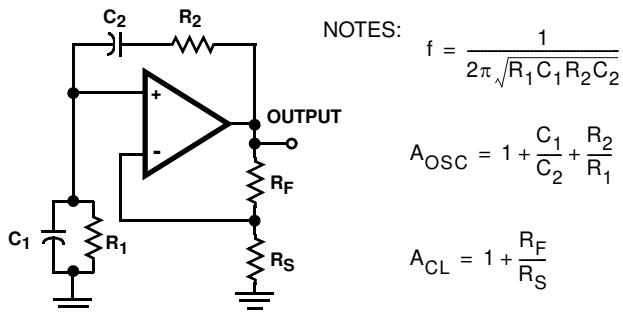 C2 R2
+
-
OUTPUT
RF
RS
C1 R1
NOTES:
f = 1 / 2π√R1C1R2C2
AOSC = 1 + C1/C2 + R2/R1
ACL = 1 + RF/RS